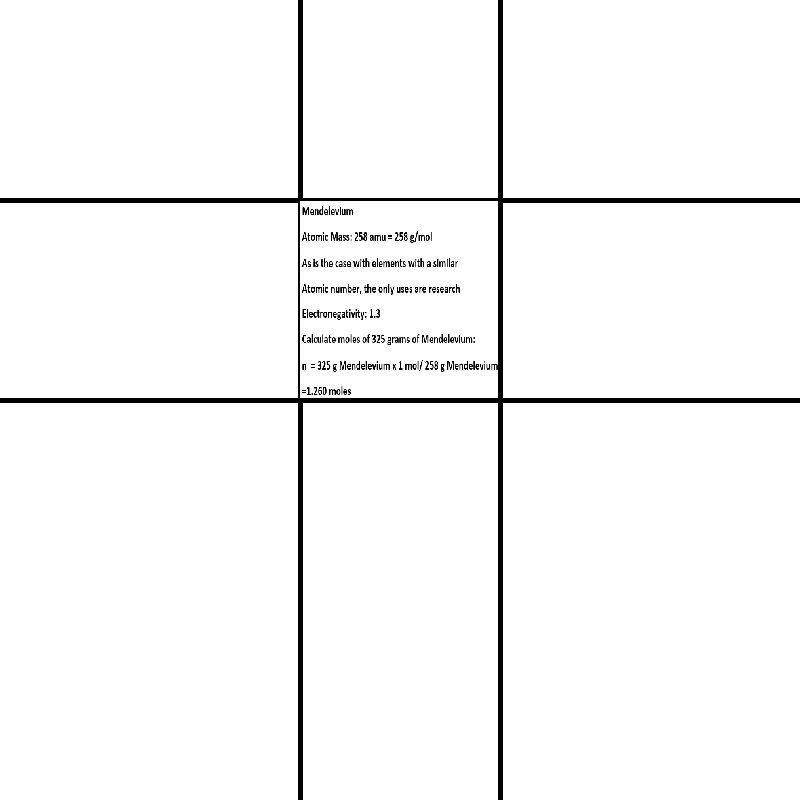 Mendelevium
Atomic Mass: 258 amu = 258 g/mol
As is the case with elements with a similar
Atomic number, the only uses are research
Electronegativity: 1.3
Calculate moles of 325 grams of Mendelevium:
n = 325 g Mendelevium x 1 mol/ 258 g Mendelevium
=1.260 moles